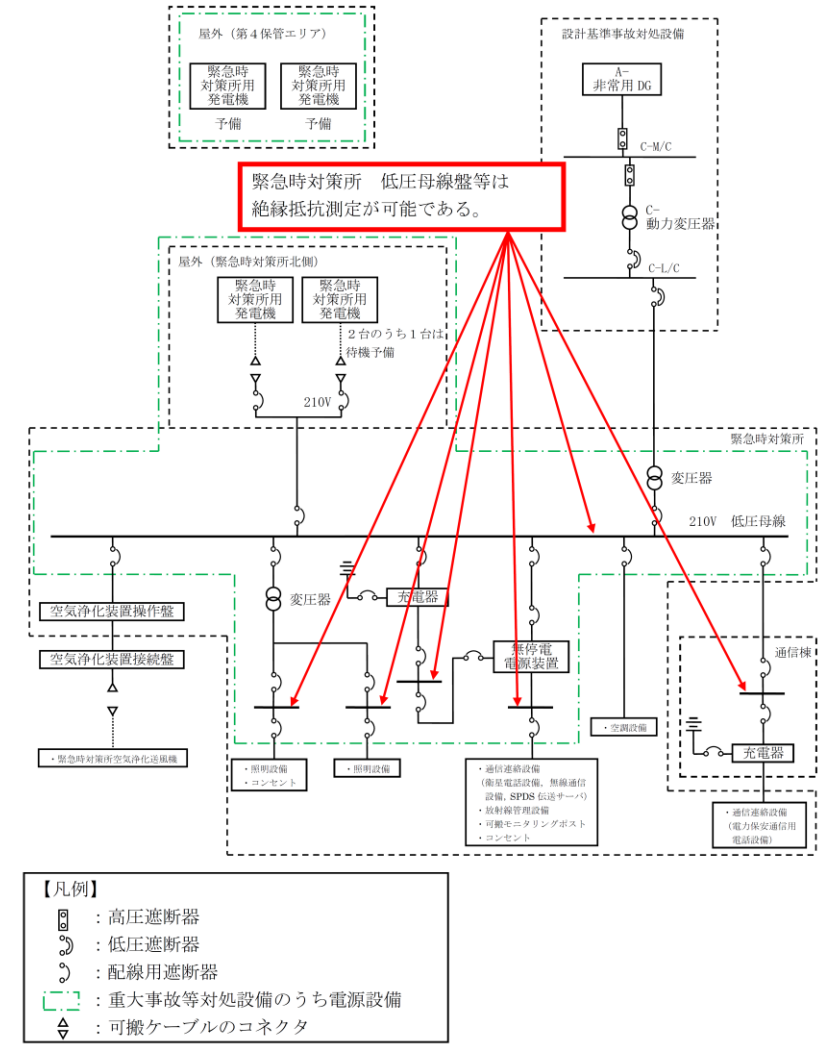 屋外（第４保管エリア）
緊急時
対策所用
発電機
緊急時
対策所用
発電機
予備
予備
設計基準事故対処設備
A-
非常用 DG
C-M/C
C-
動力変圧器
C-L/C
緊急時対策所　低圧母線盤等は
絶縁抵抗測定が可能である。
屋外（緊急時対策所北側）
緊急時
対策所用
発電機
緊急時
対策所用
発電機
２台のうち１台は
待機予備
210V
緊急時対策所
変圧器
210V　低圧母線
空気浄化装置操作盤
変圧器
充電器
空気浄化装置接続盤
無停電
電源装置
通信棟
・緊急時対策所空気浄化送風機
・照明設備
・コンセント
・照明設備
・通信連絡設備
（衛星電話設備，無線通信
設備，SPDS 伝送サーバ）
・放射線管理設備
・可搬モニタリングポスト
・コンセント
・空調設備
充電器
・通信連絡設備
（電力保安通信用
電話設備）
【凡例】
：高圧遮断器
：低圧遮断器
：配線用遮断器
：重大事故等対処設備のうち電源設備
：可搬ケーブルのコネクタ